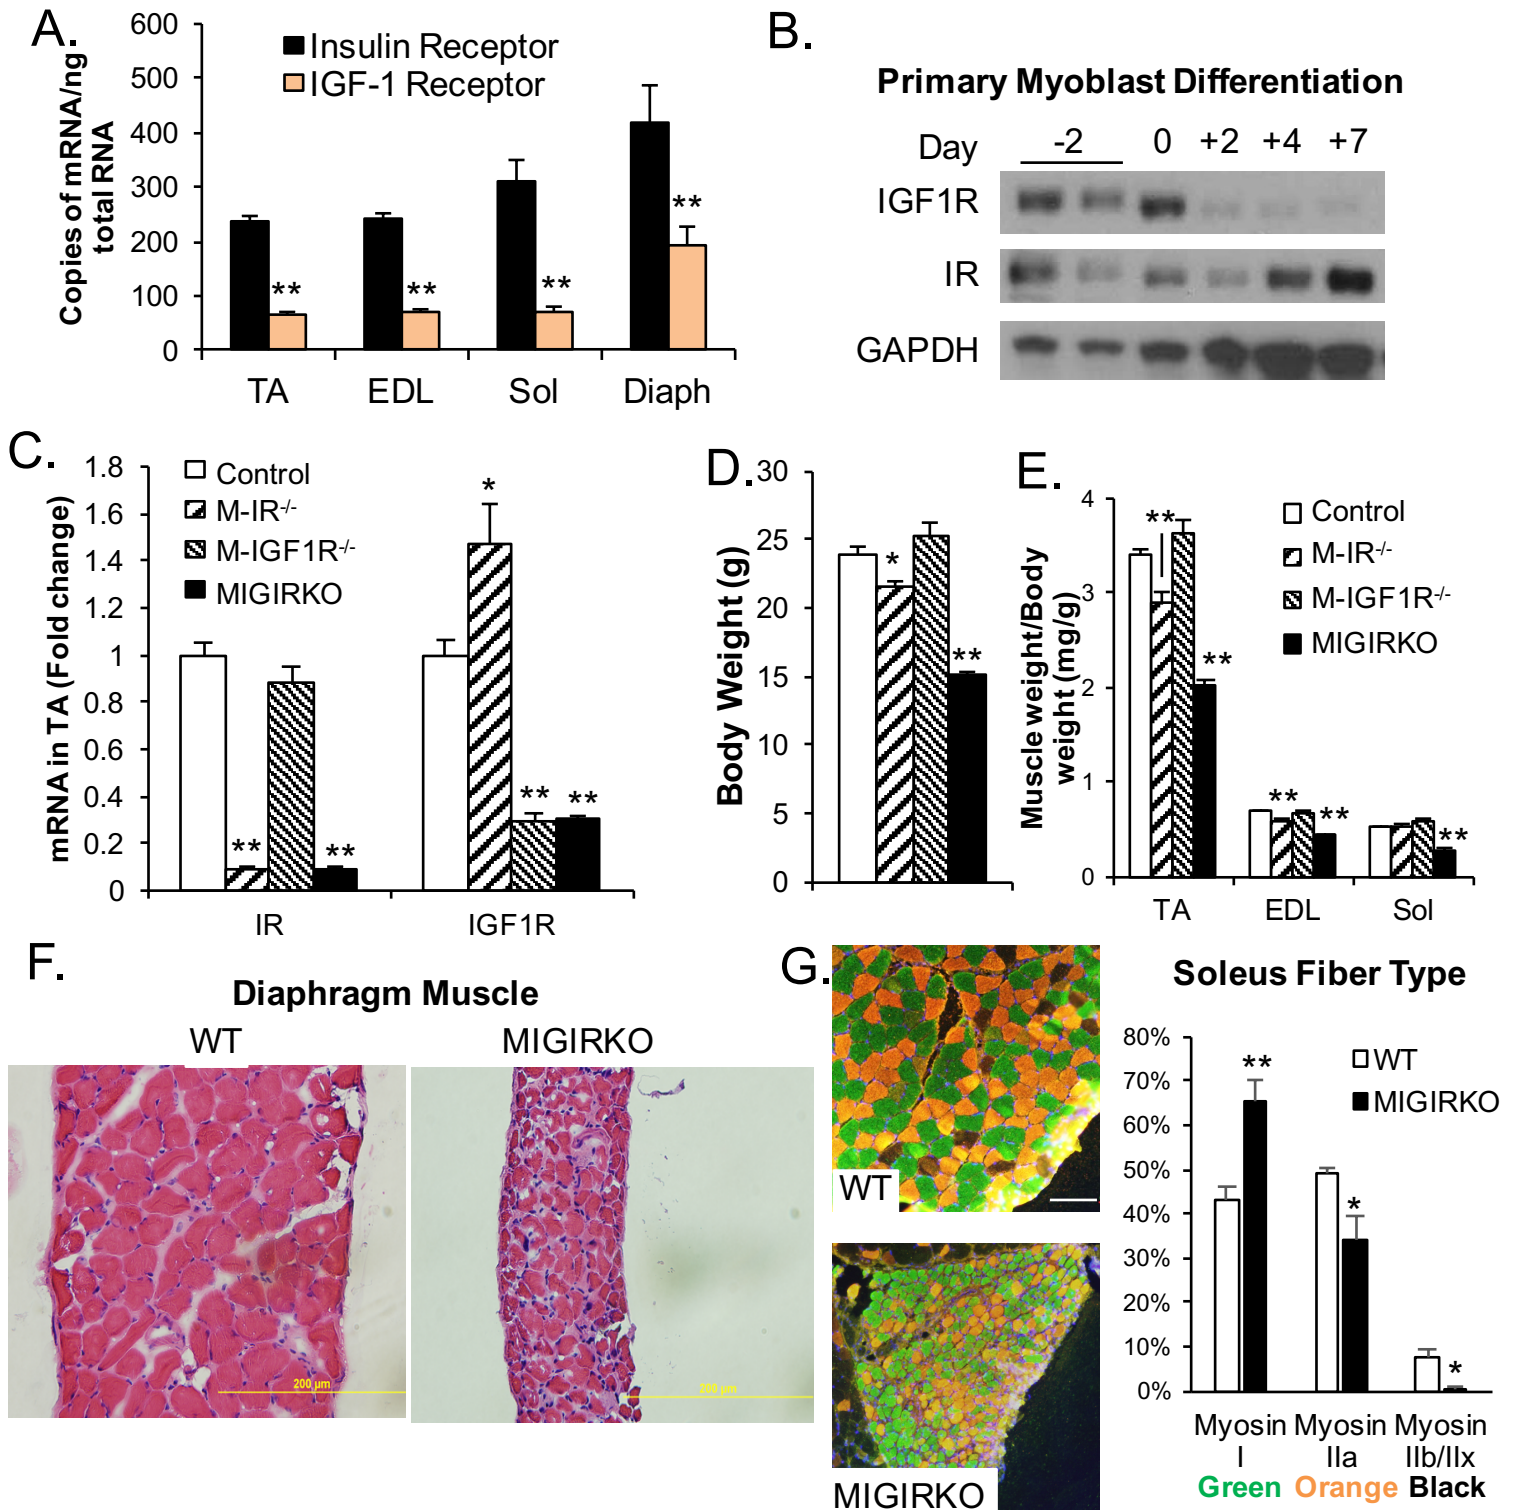 A.
600
500
400
300
200
100
0
Copies of mRNA/ng
total RNA
Insulin Receptor
IGF-1 Receptor
**
**
**
**
TA EDL Sol Diaph
B.
Primary Myoblast Differentiation
Day -2 0 +2 +4 +7
IGF1R
IR
GAPDH
C.
1.8
1.6
1.4
1.2
1
0.8
0.6
0.4
0.2
0
mRNA in TA (Fold change)
Control
M-IR-/-
M-IGF1R-/-
MIGIRKO
*
**
**
**
**
IR IGF1R
D.
30
25
20
15
10
5
0
Body Weight (g)
*
**
E.
4
3
2
1
0
Muscle weight/Body
weight (mg/g)
Control
M-IR-/-
M-IGF1R-/-
MIGIRKO
**
**
**
**
**
TA EDL Sol
F.
Diaphragm Muscle
WT MIGIRKO
200 µm
200 µm
G.
WT
MIGIRKO
Soleus Fiber Type
80%
70%
60%
50%
40%
30%
20%
10%
0%
WT
MIGIRKO
**
*
*
Myosin Myosin Myosin
I IIa IIb/IIx
Green Orange Black